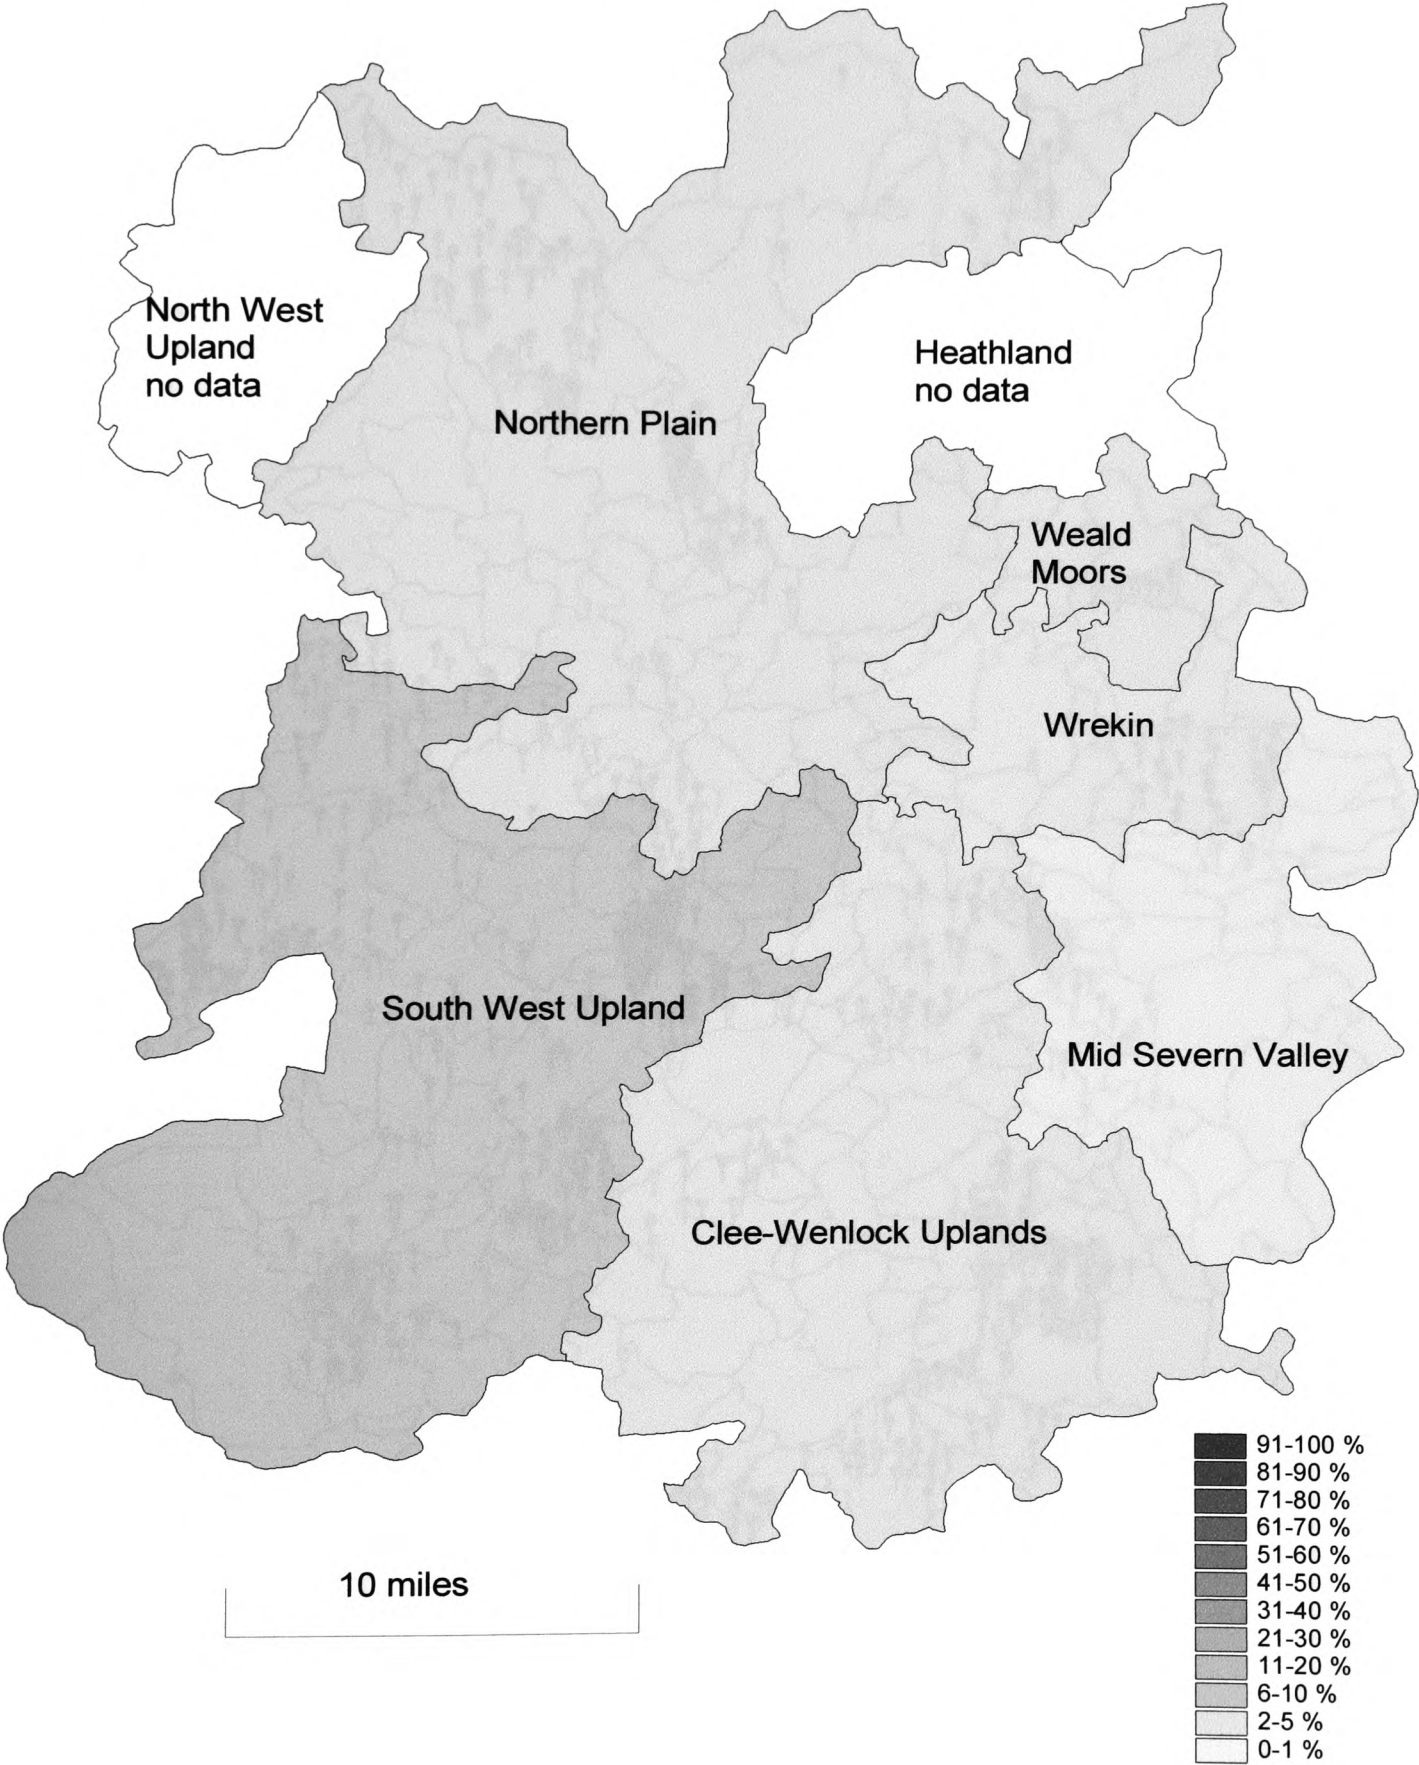 North West
Upland
no data
Heathland
no data
Northern Plain
Weald
Moors
Wrekin
South West Upland
Mid Severn Valley
Clee-Wenlock Uplands
10 miles
91-100 %
81-90 %
71-80 %
61-70 %
51-60 %
41-50 %
31-40 %
21-30 %
11-20 %
6-10 %
2-5 %
0-1 %